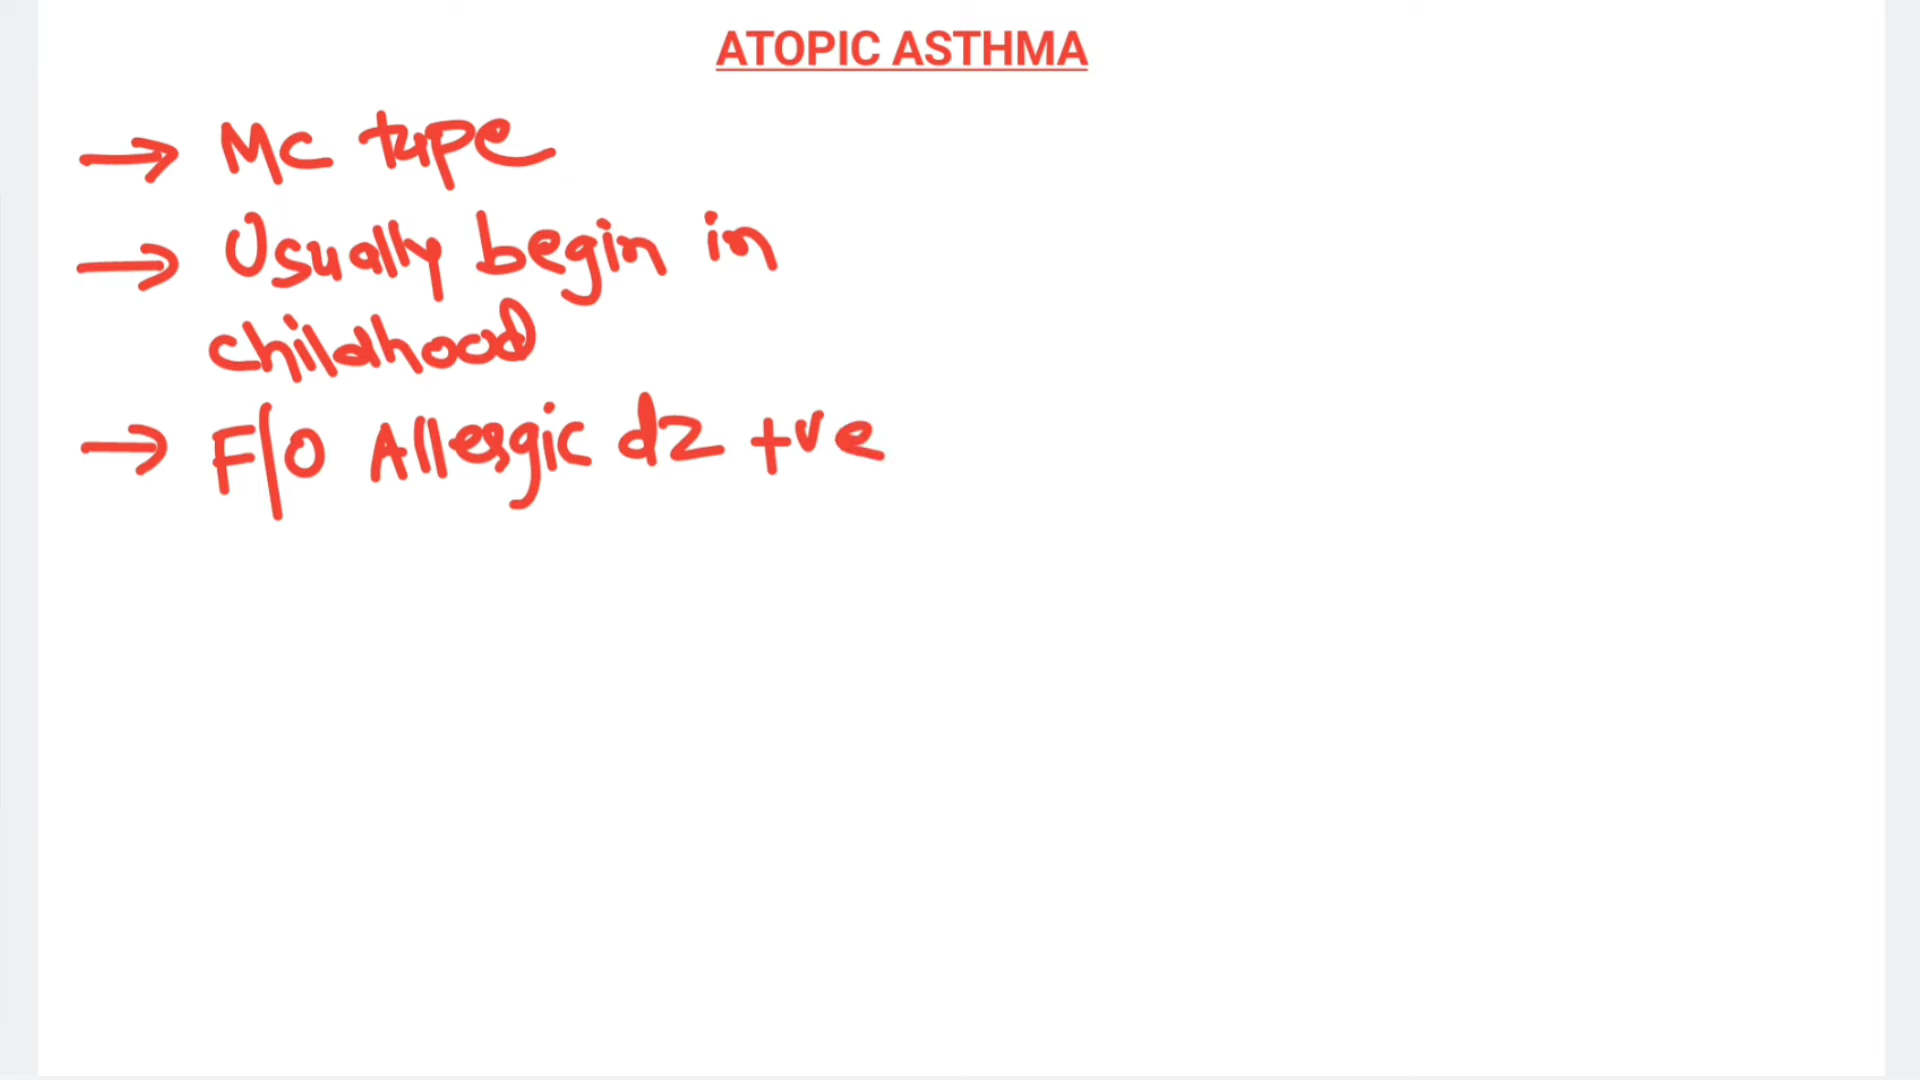 ATOPIC ASTHMA
→ MC type
→ Usually begin in
childhood
→ F/O Allergic dz +ve